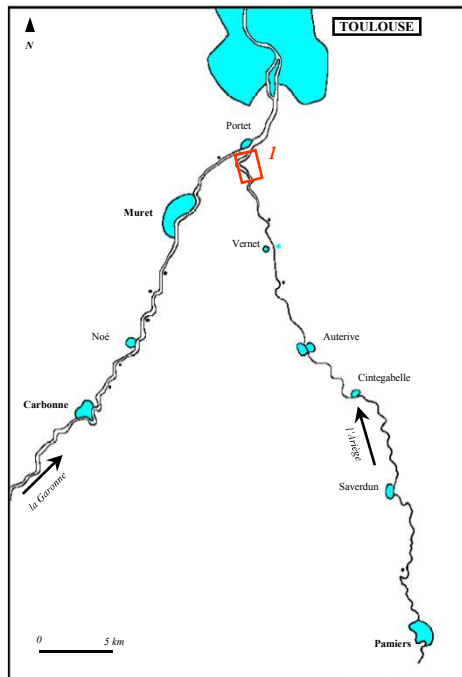 TOULOUSE
N
Portet
1
Muret
Vernet
Noé
Auterive
Cintegabelle
Carbonne
l'Ariège
la Garonne
Saverdun
0 5 km
Pamiers